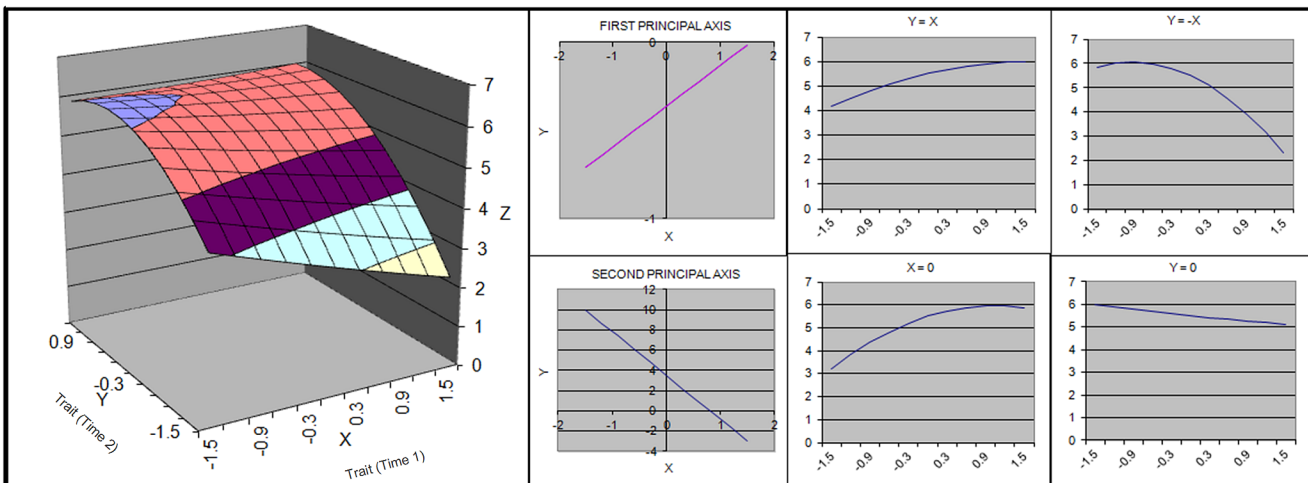 7
6
5
4
3
2
1
0
Z
0.9
-0.3
-1.5
Y
Trait (Time 2)
-1.5
-0.9
-0.3
0.3
0.9
1.5
X
Trait (Time 1)
FIRST PRINCIPAL AXIS
-2 -1 0 0 1 2
Y
-1
X
Y = X
7
6
5
4
3
2
1
0
-1.5 -0.9 -0.3 0.3 0.9 1.5
Y = -X
7
6
5
4
3
2
1
0
-1.5 -0.9 -0.3 0.3 0.9 1.5
SECOND PRINCIPAL AXIS
12
10
8
6
4
2
0
-2 -1 0 1 2
-2
-4
Y
X
X = 0
7
6
5
4
3
2
1
0
-1.5 -0.9 -0.3 0.3 0.9 1.5
Y = 0
7
6
5
4
3
2
1
0
-1.5 -0.9 -0.3 0.3 0.9 1.5